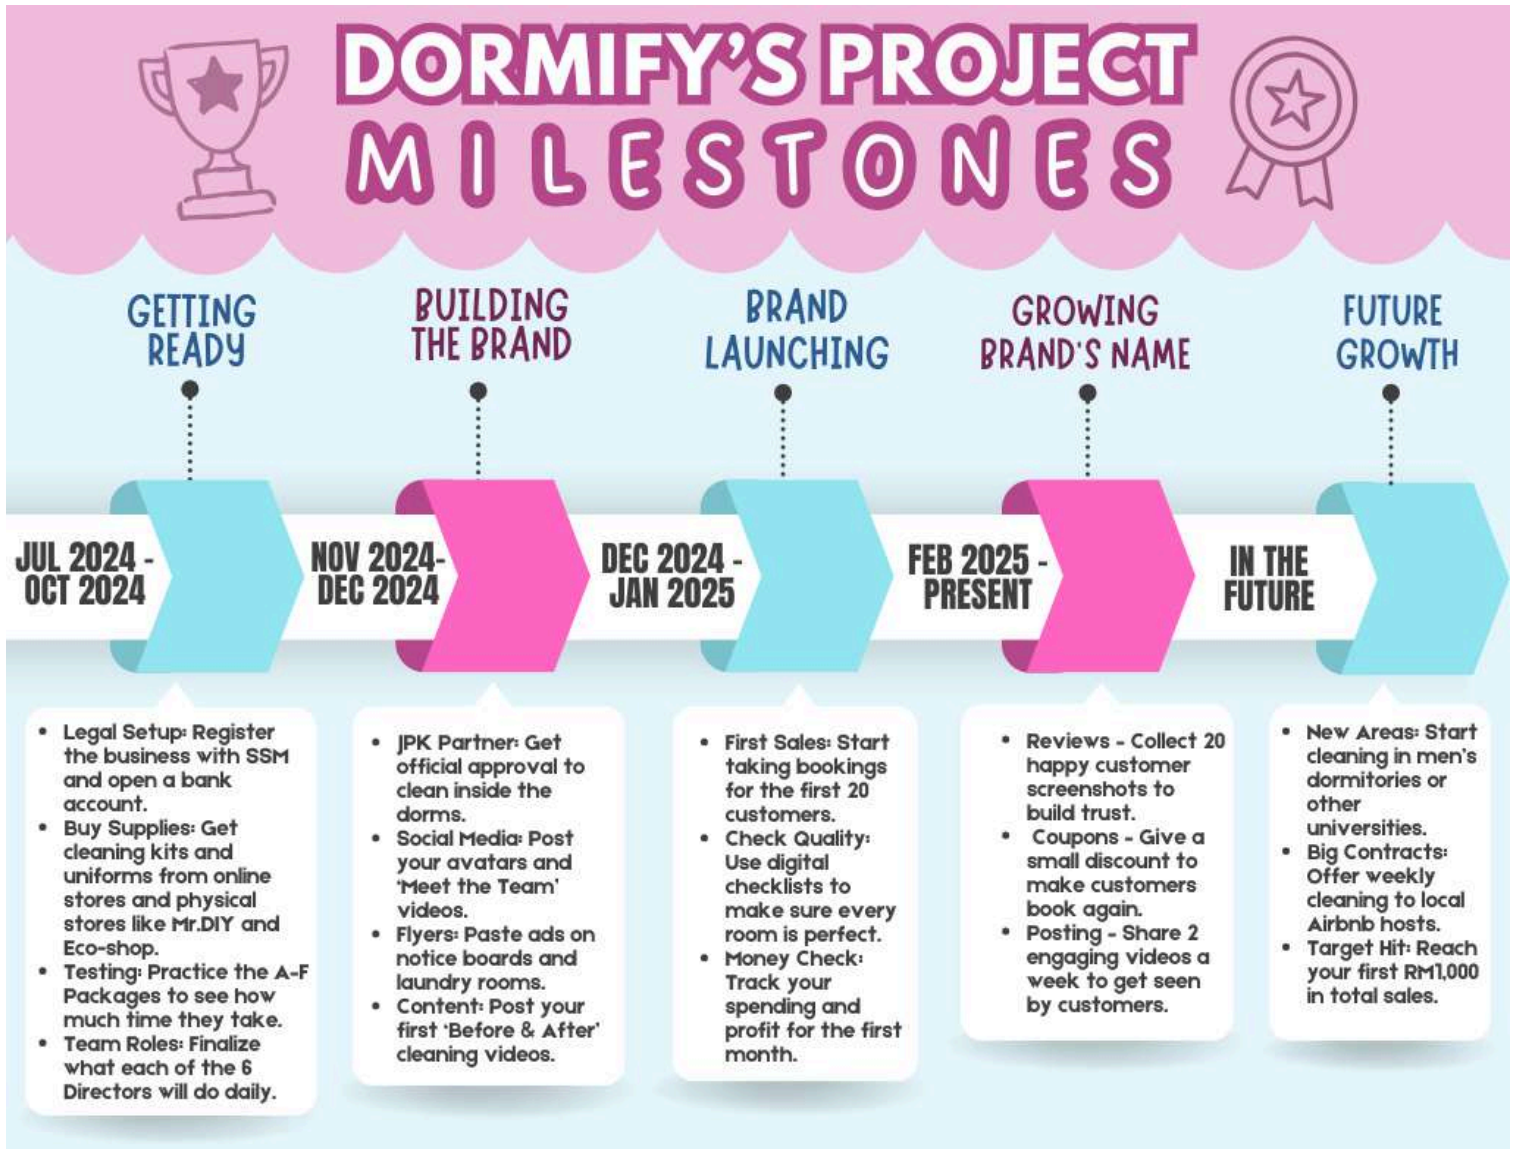 DORMIFY'S PROJECT
MILESTONES
GETTING
READY
BUILDING
THE BRAND
BRAND
LAUNCHING
GROWING
BRAND'S NAME
FUTURE
GROWTH
JUL 2024 -
OCT 2024
NOV 2024-
DEC 2024
DEC 2024 -
JAN 2025
FEB 2025 -
PRESENT
IN THE
FUTURE
• Legal Setup: Register
the business with SSM
and open a bank
account.
• Buy Supplies: Get
cleaning kits and
uniforms from online
stores and physical
stores like Mr.DIY and
Eco-shop.
• Testing: Practice the A-F
Packages to see how
much time they take.
• Team Roles: Finalize
what each of the 6
Directors will do daily.
• JPK Partner: Get
official approval to
clean inside the
dorms.
• Social Media: Post
your avatars and
'Meet the Team'
videos.
• Flyers: Paste ads on
notice boards and
laundry rooms.
• Content: Post your
first 'Before & After'
cleaning videos.
• First Sales: Start
taking bookings
for the first 20
customers.
• Check Quality:
Use digital
checklists to
make sure every
room is perfect.
• Money Check:
Track your
spending and
profit for the first
month.
• Reviews - Collect 20
happy customer
screenshots to
build trust.
• Coupons - Give a
small discount to
make customers
book again.
• Posting - Share 2
engaging videos a
week to get seen
by customers.
• New Areas: Start
cleaning in men's
dormitories or
other
universities.
• Big Contracts:
Offer weekly
cleaning to local
Airbnb hosts.
• Target Hit: Reach
your first RM1,000
in total sales.